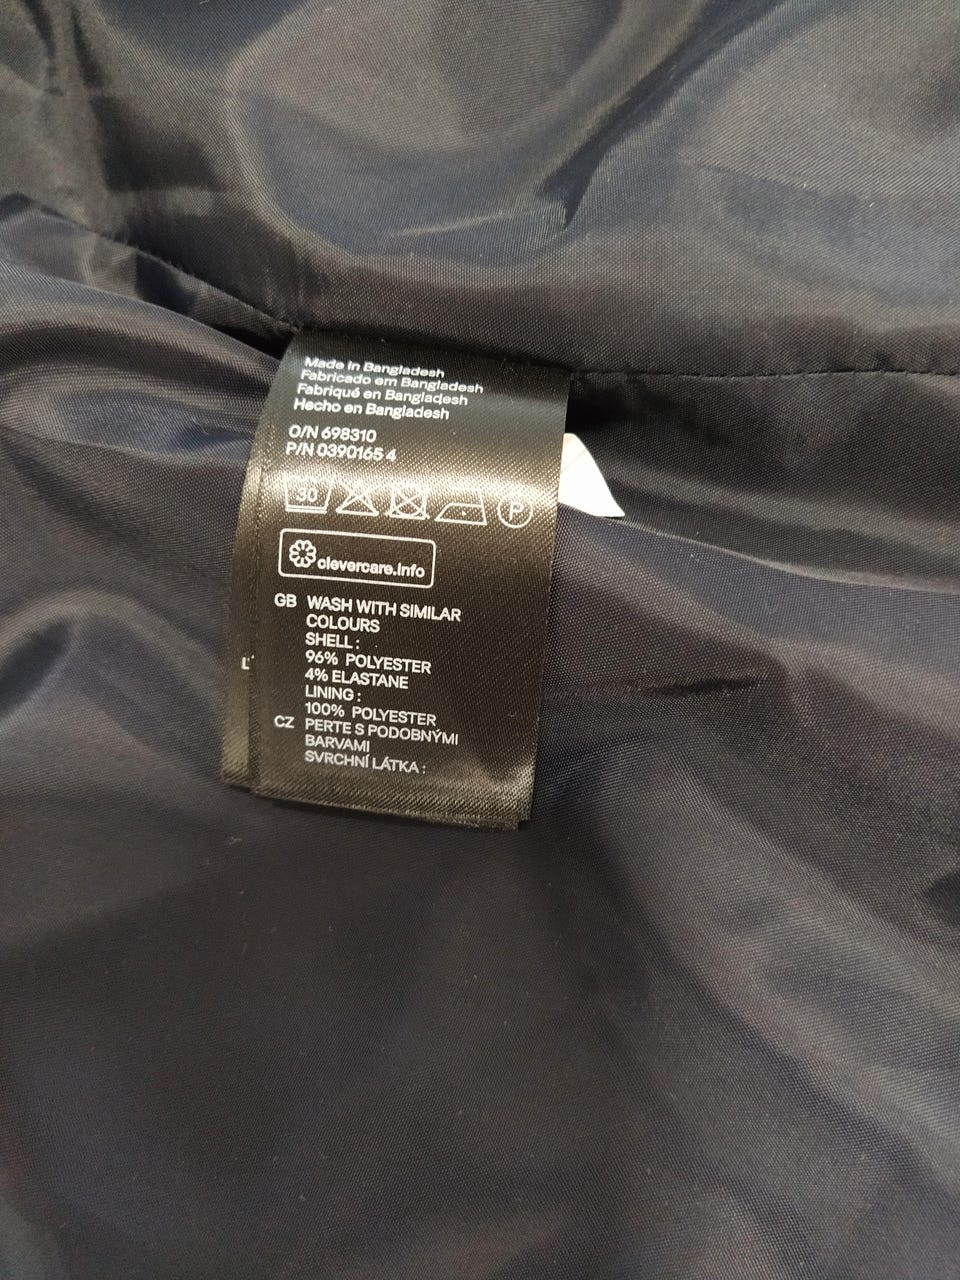 Made in Bangladesh
Fabricado em Bangladesh
Fabriqué en Bangladesh
Hecho en Bangladesh
O/N 698310
P/N 0390165 4
30
P
clevercare.info
GB WASH WITH SIMILAR
COLOURS
SHELL :
96% POLYESTER
4% ELASTANE
LINING :
100% POLYESTER
CZ PERTE S PODOBNÝMI
BARVAMI
SVRCHNÍ LÁTKA :